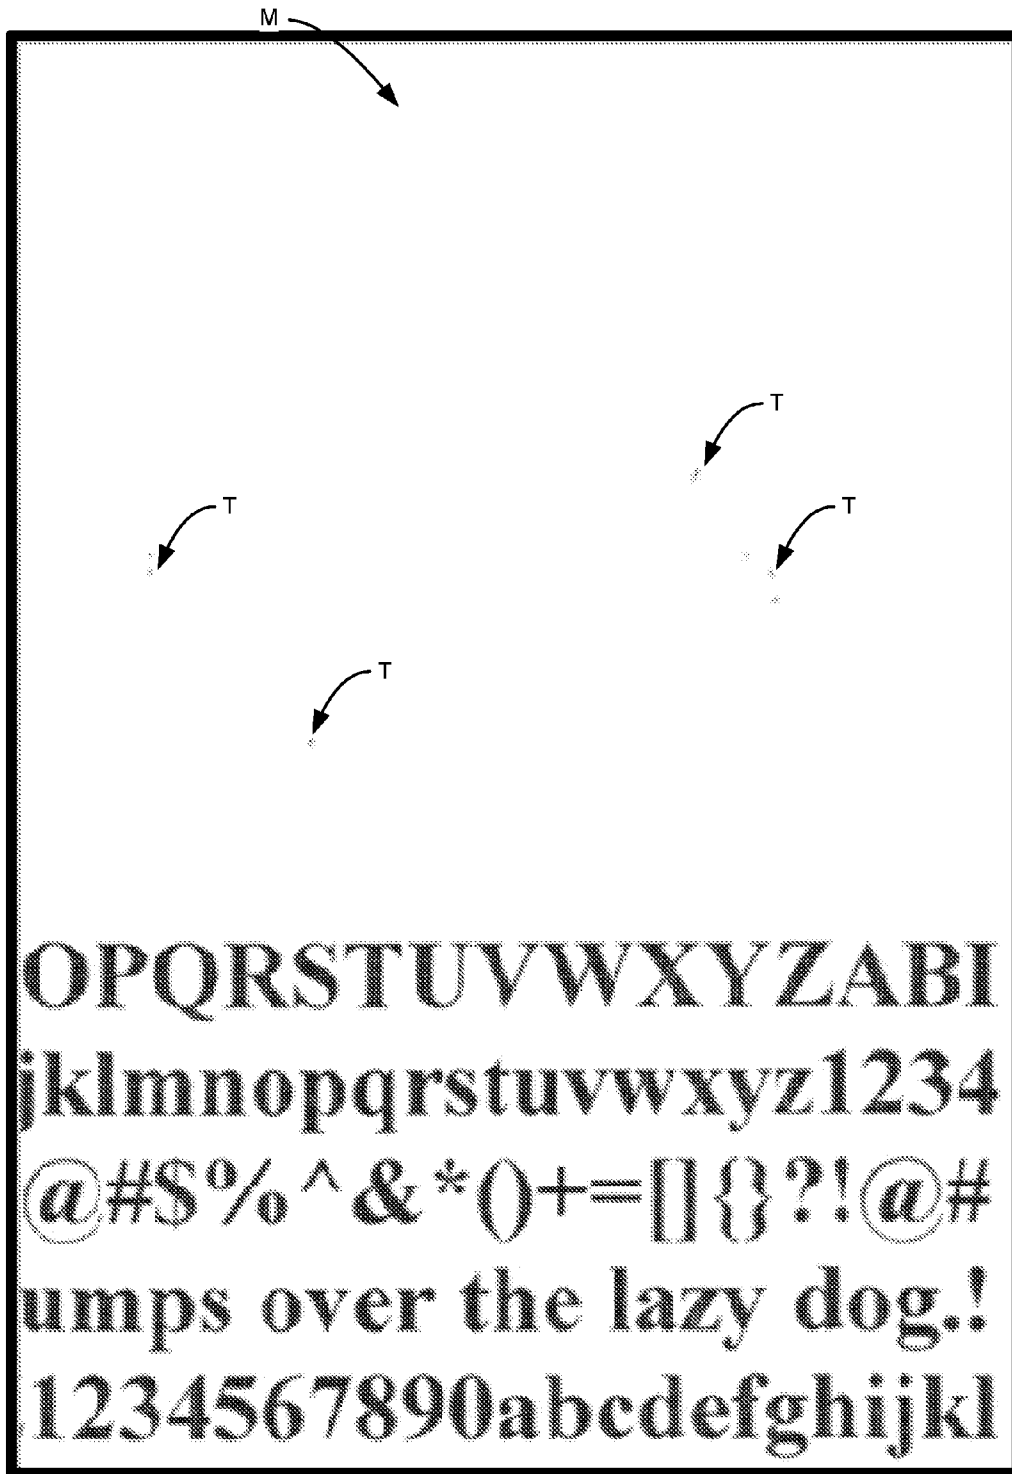 M
T
T
T
T
OPQRSTUVWXYZABI
jklmnopqrstuvwxyz1234
@#$%^&*()+=[]{}?!@#
umps over the lazy dog.!
1234567890abcdefghijkl